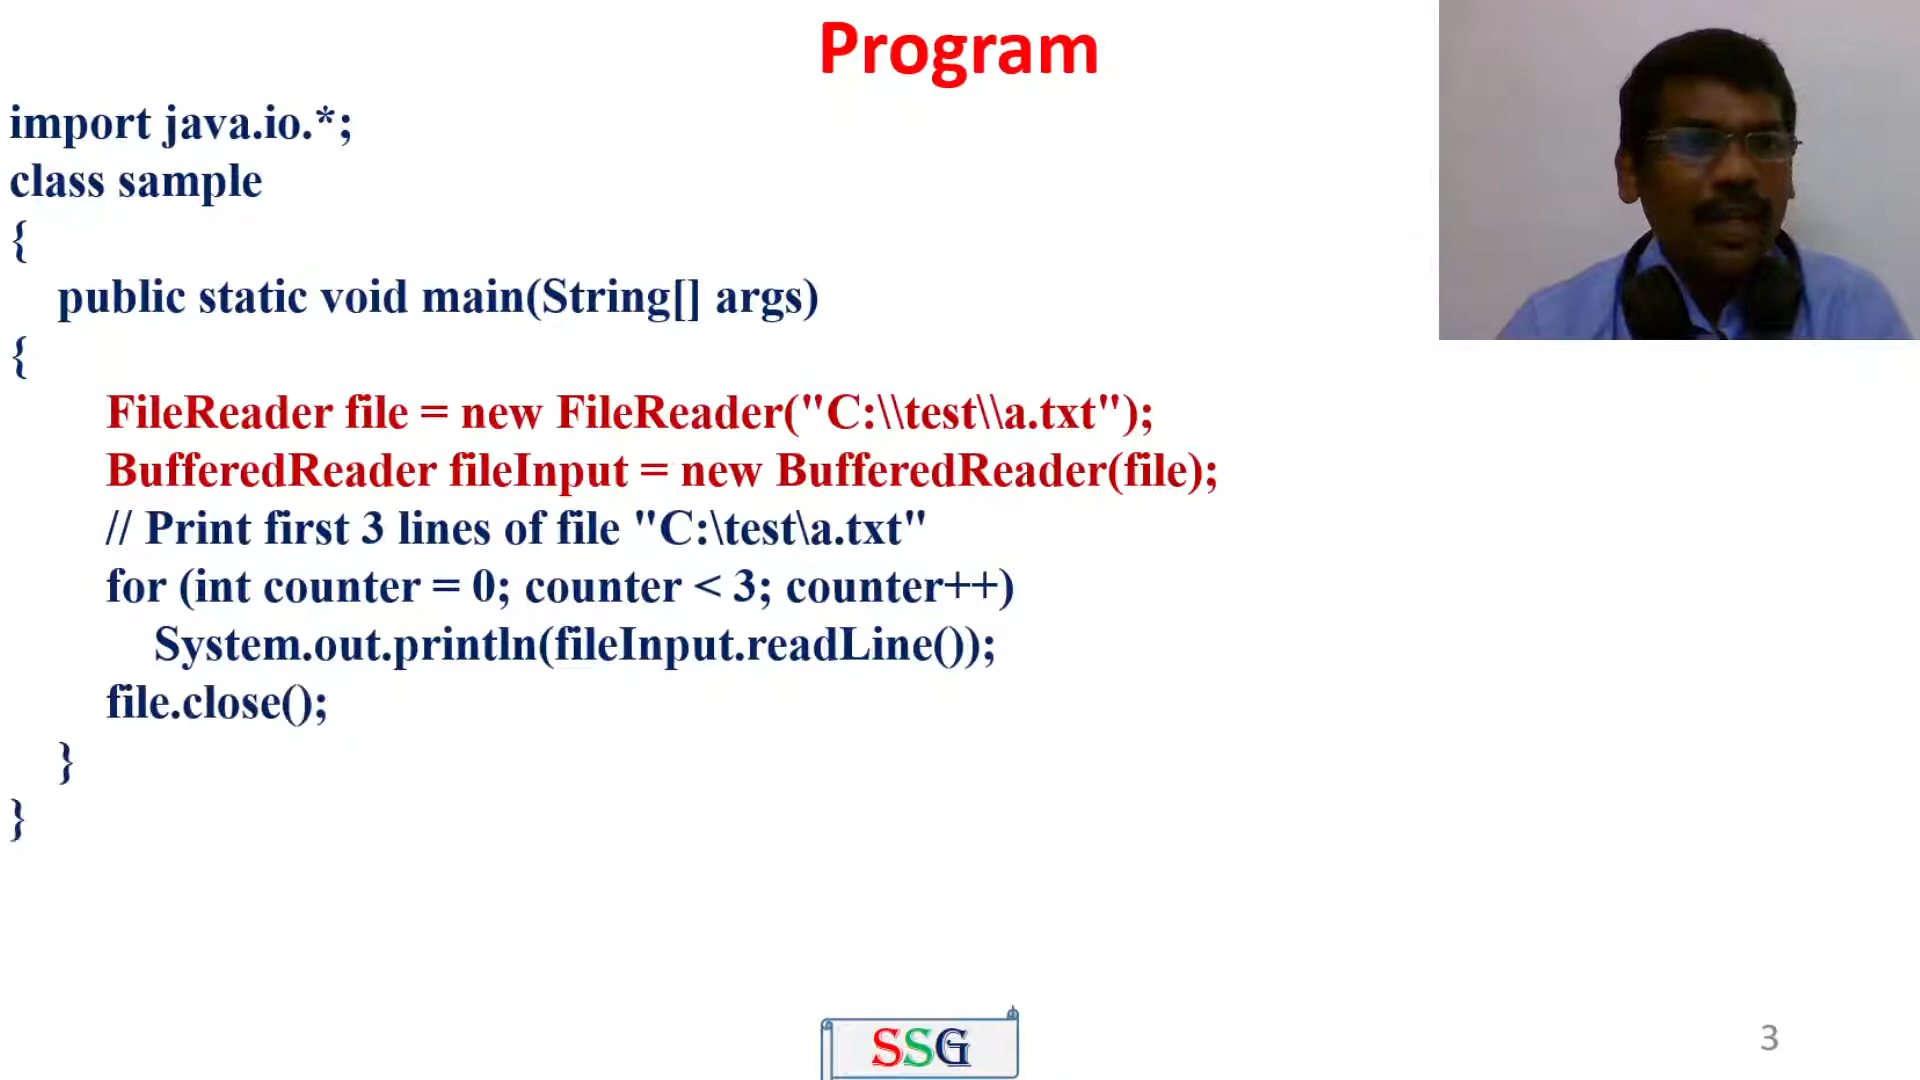 Program
import java.io.*;
class sample
{
public static void main(String[] args)
{
FileReader file = new FileReader("C:\\test\\a.txt");
BufferedReader fileInput = new BufferedReader(file);
// Print first 3 lines of file "C:\test\a.txt"
for (int counter = 0; counter < 3; counter++)
System.out.println(fileInput.readLine());
file.close();
}
}
SSG
3